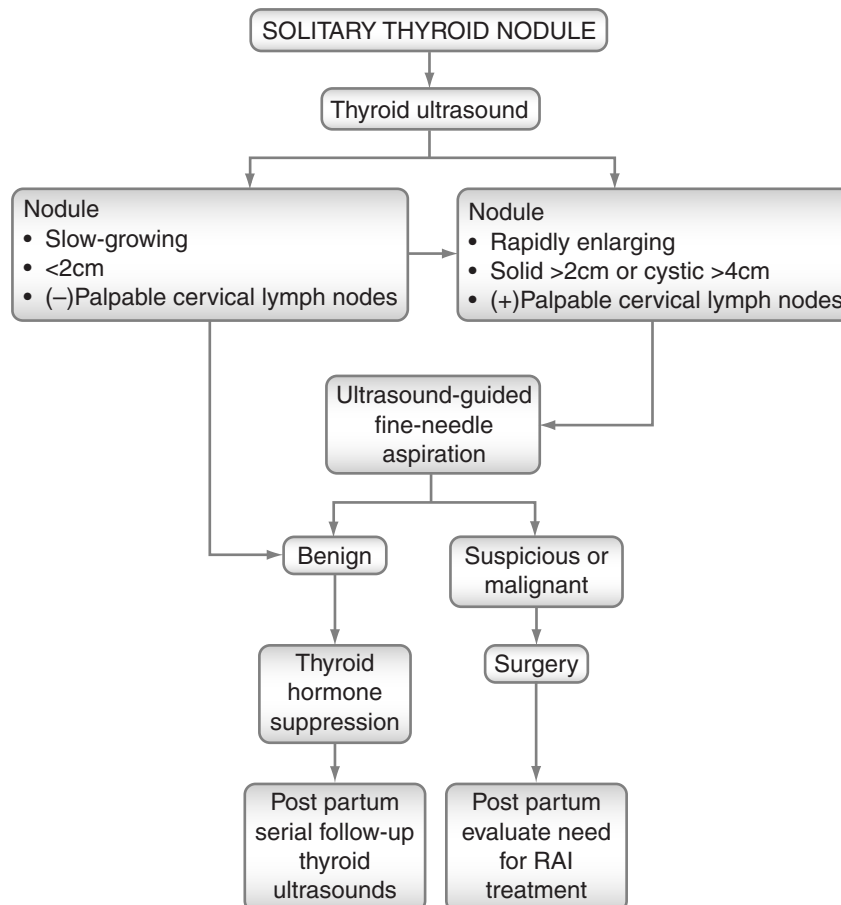 SOLITARY THYROID NODULE
Thyroid ultrasound
Nodule
• Slow-growing
• <2cm
• (–)Palpable cervical lymph nodes
Nodule
• Rapidly enlarging
• Solid >2cm or cystic >4cm
• (+)Palpable cervical lymph nodes
Ultrasound-guided
fine-needle
aspiration
Benign
Suspicious or
malignant
Thyroid
hormone
suppression
Surgery
Post partum
serial follow-up
thyroid
ultrasounds
Post partum
evaluate need
for RAI
treatment